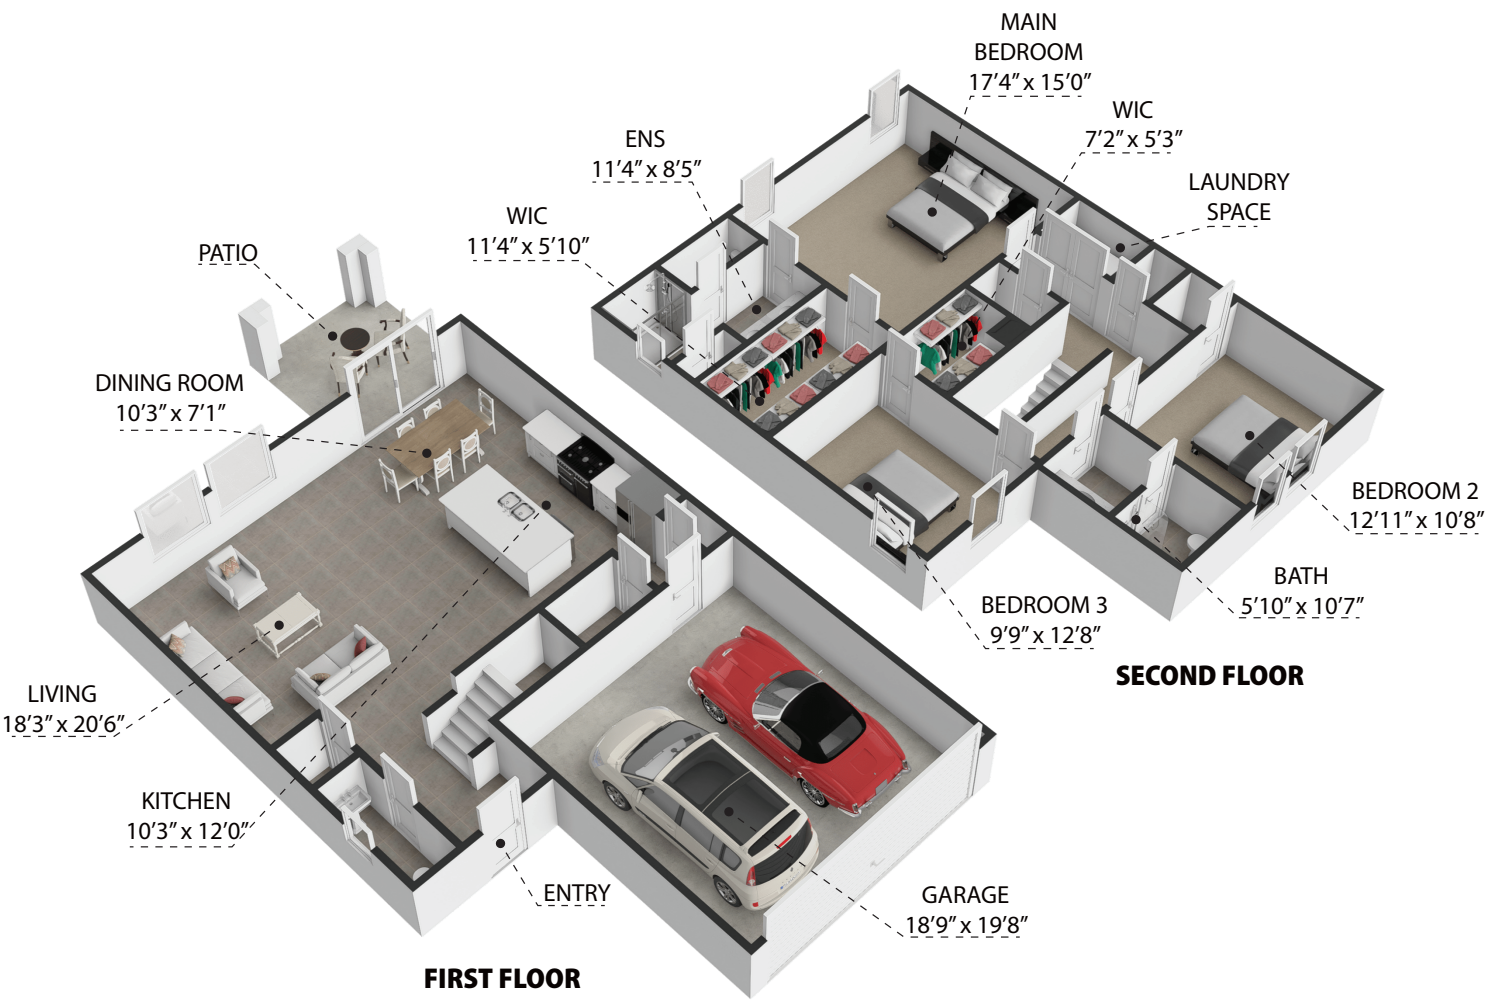 MAIN
BEDROOM
17’4” x 15’0”
WIC
7’2” x 5’3”
ENS
11’4” x 8’5”
LAUNDRY
SPACE
WIC
11’4” x 5’10”
PATIO
DINING ROOM
10’3” x 7’1”
BEDROOM 2
12’11” x 10’8”
BATH
5’10” x 10’7”
BEDROOM 3
9’9” x 12’8”
SECOND FLOOR
LIVING
18’3” x 20’6”
KITCHEN
10’3” x 12’0”
ENTRY
GARAGE
18’9” x 19’8”
FIRST FLOOR